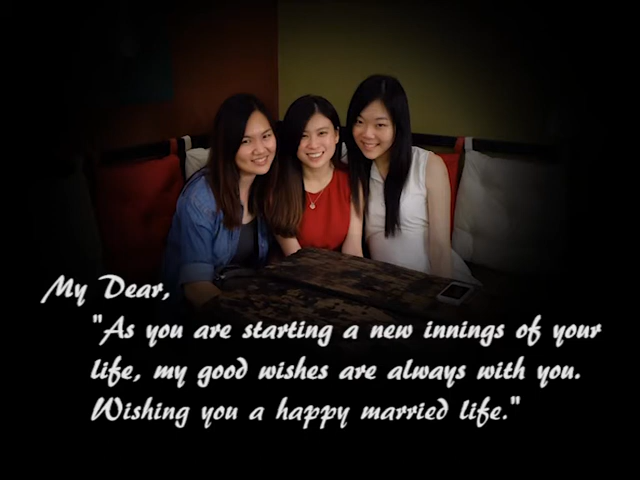 My Dear,
"As you are starting a new innings of your
life, my good wishes are always with you.
Wishing you a happy married life."